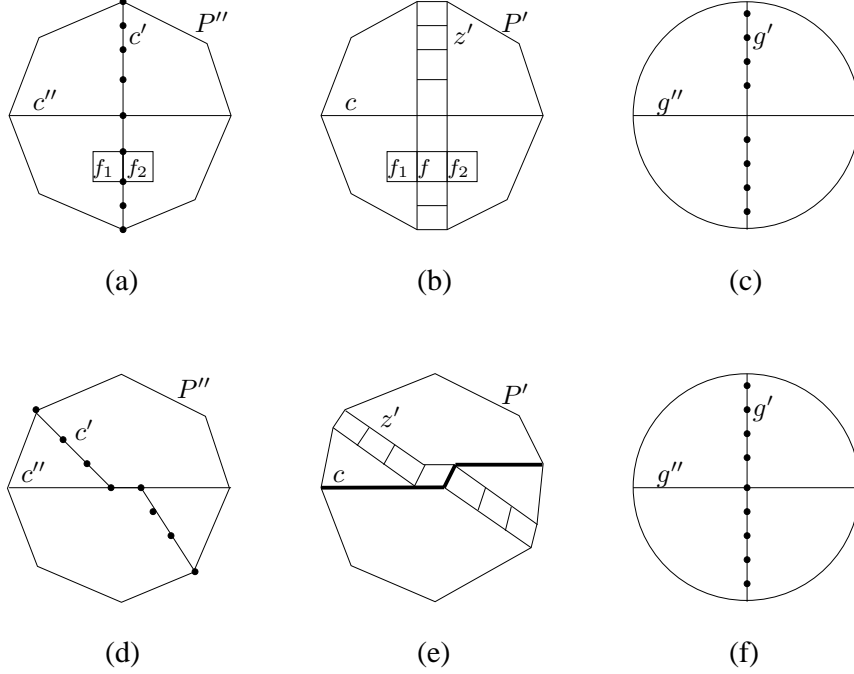 P′′ c′ c′′ f₁ f₂
P′ z′ c f₁ f f₂
g′ g′′
(a) (b) (c)
P′′ c′ c′′
P′ z′ c
g′ g′′
(d) (e) (f)